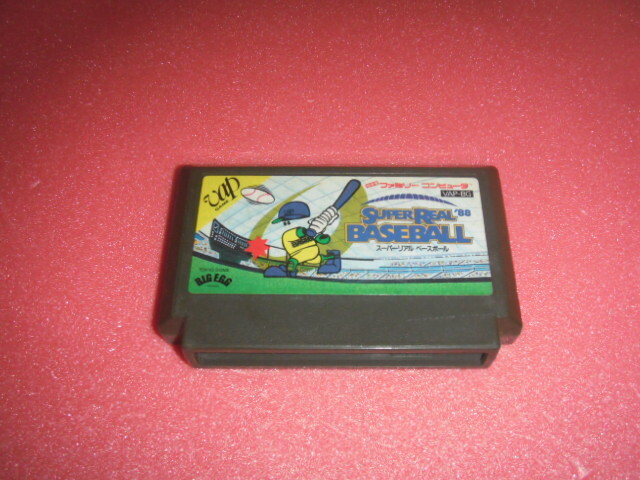 vap
ファミリー コンピュータ
VAP-BG
SUPER REAL '88
BASEBALL
スーパーリアル ベースボール
BIG EGG